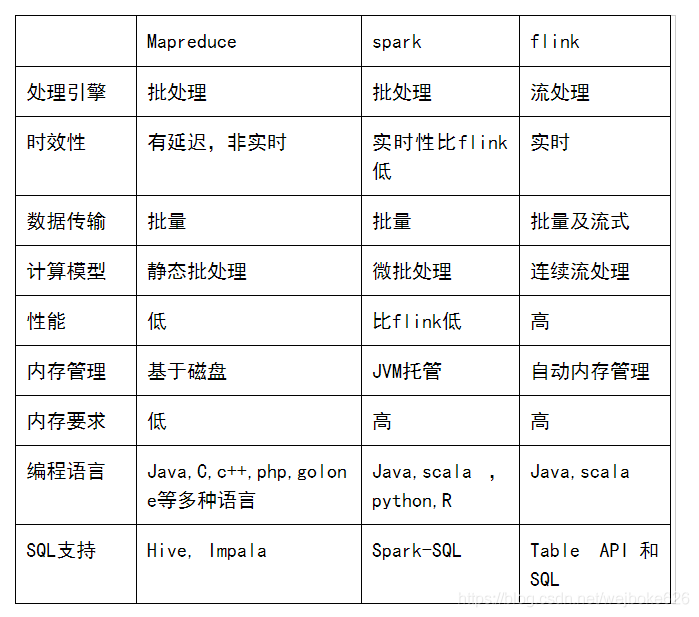 Mapreduce spark flink
处理引擎 批处理 批处理 流处理
时效性 有延迟，非实时 实时性比flink低 实时
数据传输 批量 批量 批量及流式
计算模型 静态批处理 微批处理 连续流处理
性能 低 比flink低 高
内存管理 基于磁盘 JVM托管 自动内存管理
内存要求 低 高 高
编程语言 Java,C,c++,php,golone等多种语言 Java,scala ，python,R Java,scala
SQL支持 Hive, Impala Spark-SQL Table API 和SQL
https://blog.csdn.net/weiboke626